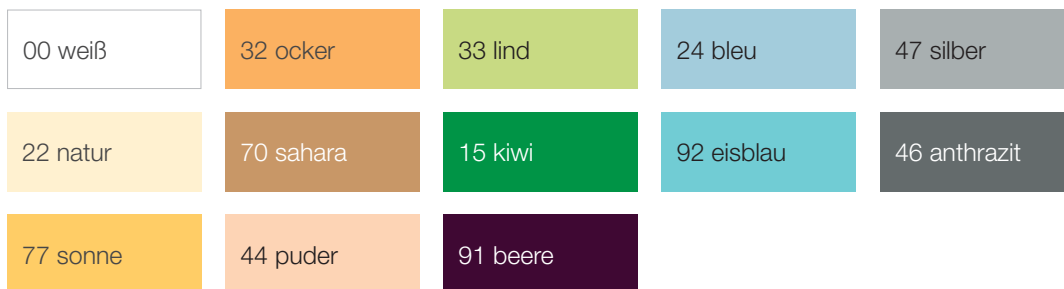 00 weiß
32 ocker
33 lind
24 bleu
47 silber
22 natur
70 sahara
15 kiwi
92 eisblau
46 anthrazit
77 sonne
44 puder
91 beere